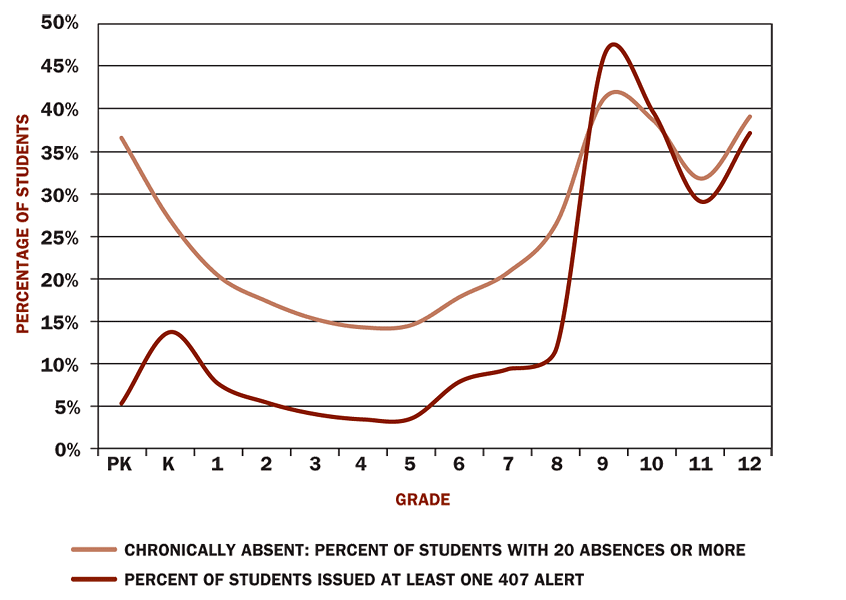 50%
45%
40%
35%
30%
25%
20%
15%
10%
5%
0%
PERCENTAGE OF STUDENTS
PK K 1 2 3 4 5 6 7 8 9 10 11 12
GRADE
CHRONICALLY ABSENT: PERCENT OF STUDENTS WITH 20 ABSENCES OR MORE
PERCENT OF STUDENTS ISSUED AT LEAST ONE 407 ALERT